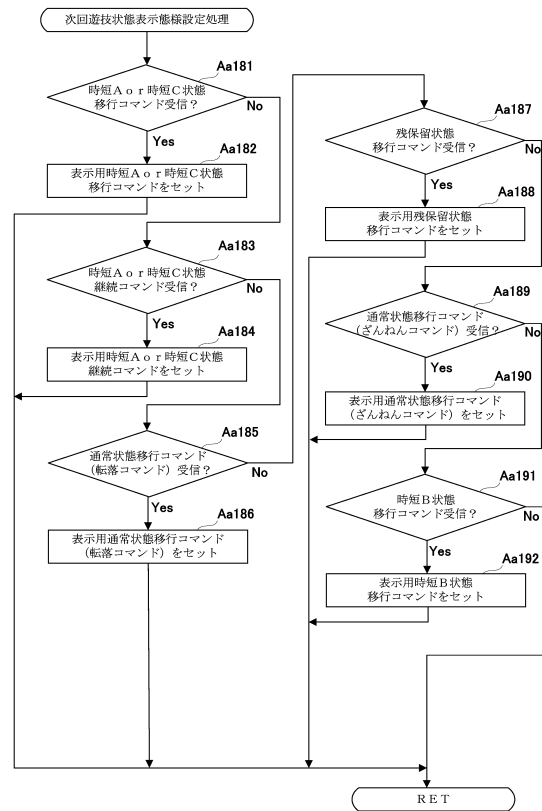 次回遊技状態表示態様設定処理
Aa181
時短Ａｏｒ時短Ｃ状態
移行コマンド受信？
No
Yes
Aa182
表示用時短Ａｏｒ時短Ｃ状態
移行コマンドをセット
Aa183
時短Ａｏｒ時短Ｃ状態
継続コマンド受信？
No
Yes
Aa184
表示用時短Ａｏｒ時短Ｃ状態
継続コマンドをセット
Aa185
通常状態移行コマンド
（転落コマンド）受信？
No
Yes
Aa186
表示用通常状態移行コマンド
（転落コマンド）をセット
Aa187
残保留状態
移行コマンド受信？
No
Yes
Aa188
表示用残保留状態
移行コマンドをセット
Aa189
通常状態移行コマンド
（ざんねんコマンド）受信？
No
Yes
Aa190
表示用通常状態移行コマンド
（ざんねんコマンド）をセット
Aa191
時短Ｂ状態
移行コマンド受信？
No
Yes
Aa192
表示用時短Ｂ状態
移行コマンドをセット
ＲＥＴ